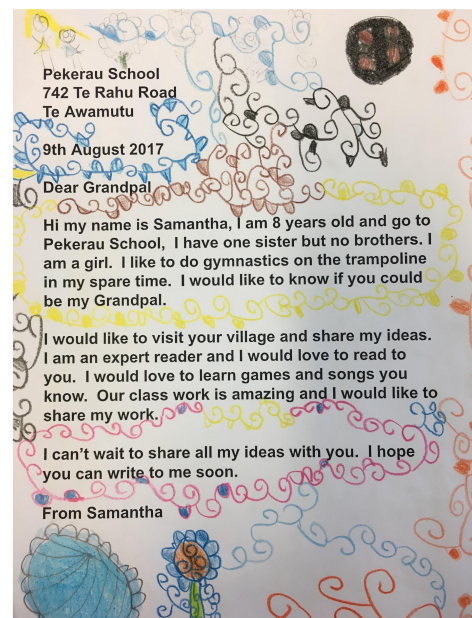 Pekerau School
742 Te Rahu Road
Te Awamutu
9th August 2017
Dear Grandpal
Hi my name is Samantha, I am 8 years old and go to
Pekerau School,  I have one sister but no brothers. I
am a girl.  I like to do gymnastics on the trampoline
in my spare time.  I would like to know if you could
be my Grandpal.
I would like to visit your village and share my ideas.
I am an expert reader and I would love to read to
you.  I would love to learn games and songs you
know.  Our class work is amazing and I would like to
share my work.
I can’t wait to share all my ideas with you.  I hope
you can write to me soon.
From Samantha